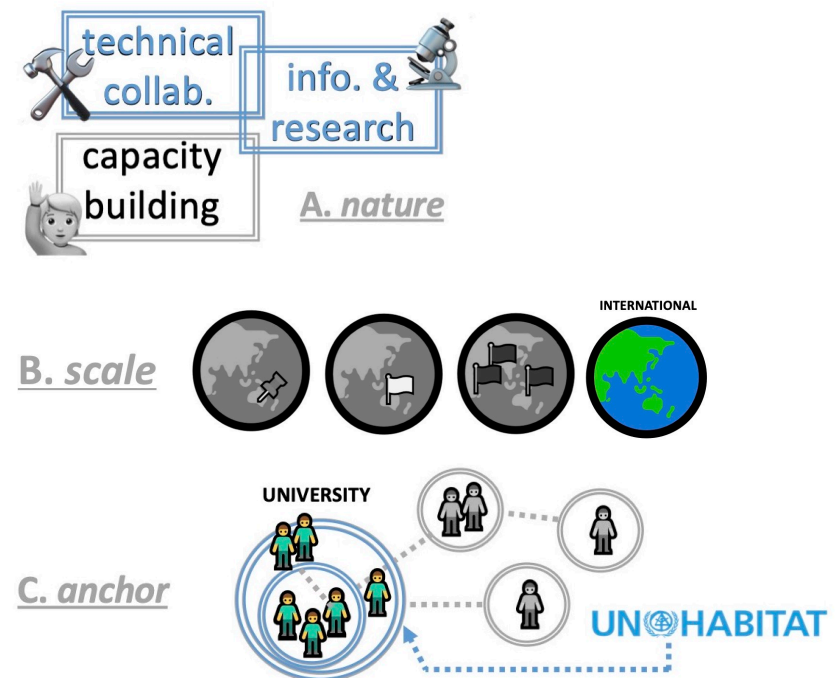 technical
collab.
info. &
research
capacity
building
A. nature
INTERNATIONAL
B. scale
UNIVERSITY
C. anchor
UN HABITAT